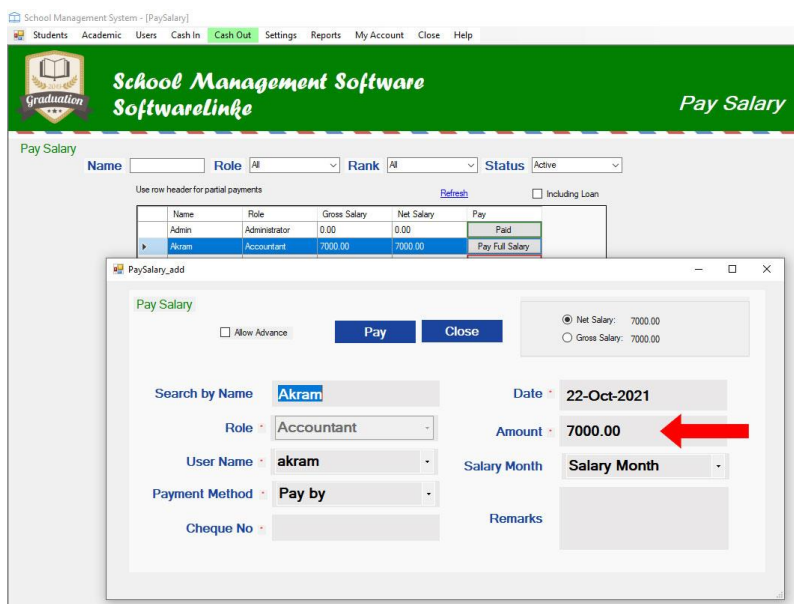 School Management System - [PaySalary]
Students Academic Users Cash In Cash Out Settings Reports My Account Close Help
2015
Graduation
School Management Software
SoftwareLinke
Pay Salary
Pay Salary
Name Role All Rank All Status Active
Use row header for partial payments Refresh Including Loan
Name Role Gross Salary Net Salary Pay
Admin Administrator 0.00 0.00 Paid
Akram Accountant 7000.00 7000.00 Pay Full Salary
PaySalary_add
Pay Salary
Allow Advance Pay Close
Net Salary: 7000.00
Gross Salary: 7000.00
Search by Name Akram Date * 22-Oct-2021
Role * Accountant Amount * 7000.00
User Name * akram Salary Month Salary Month
Payment Method * Pay by
Cheque No * Remarks